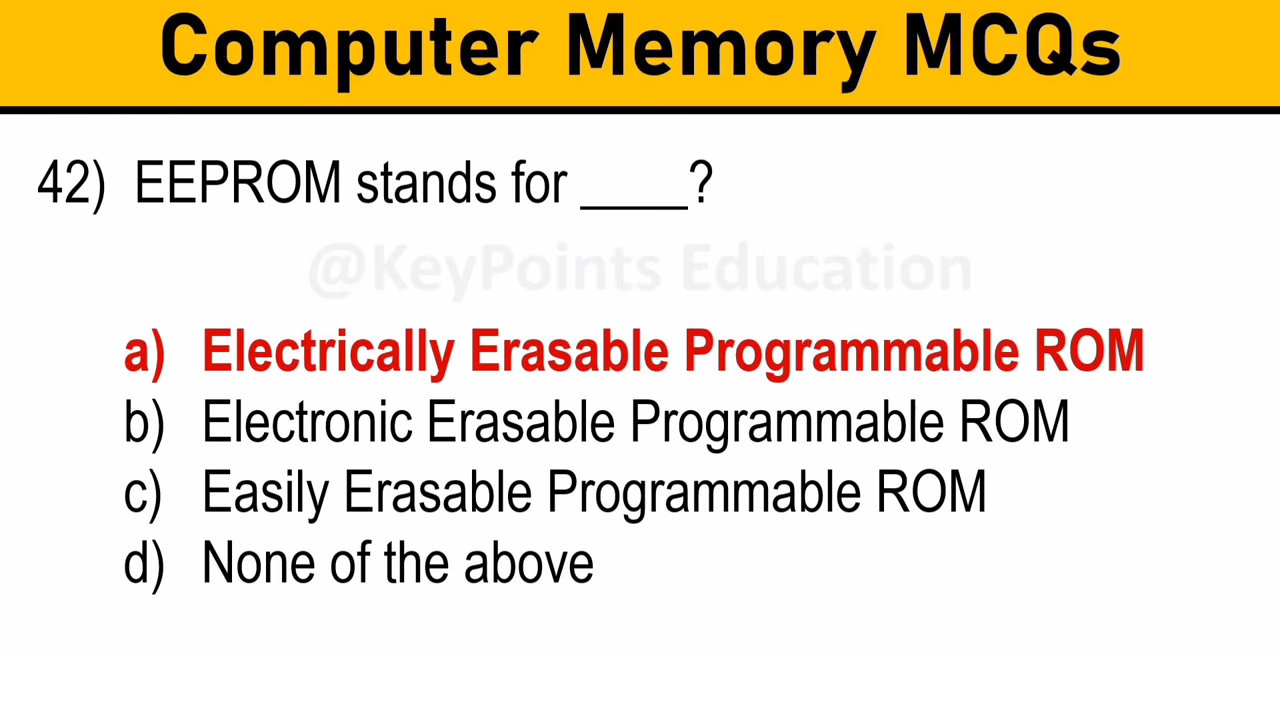 Computer Memory MCQs
42) EEPROM stands for ____?
@KeyPoints Education
a) Electrically Erasable Programmable ROM
b) Electronic Erasable Programmable ROM
c) Easily Erasable Programmable ROM
d) None of the above